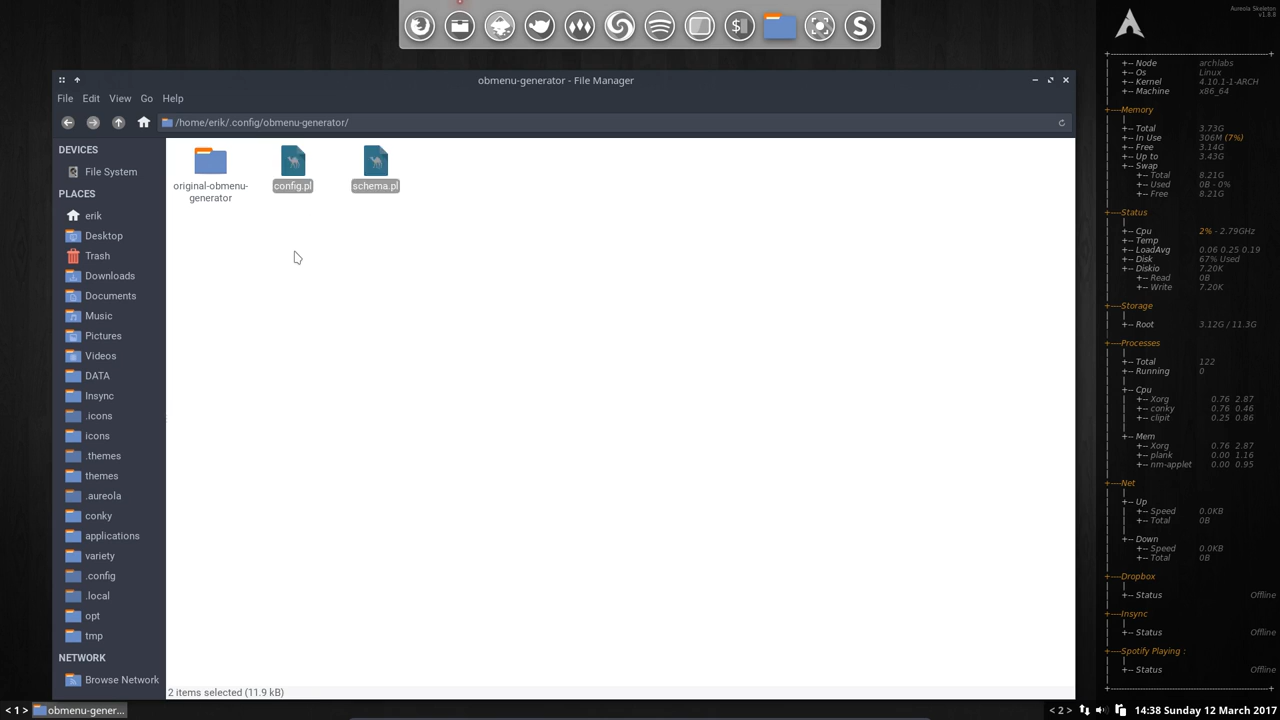 obmenu-generator - File Manager
File Edit View Go Help
/home/erik/.config/obmenu-generator/
DEVICES
File System
PLACES
erik
Desktop
Trash
Downloads
Documents
Music
Pictures
Videos
DATA
Insync
.icons
icons
.themes
themes
.aureola
conky
applications
variety
.config
.local
opt
tmp
NETWORK
Browse Network
original-obmenu-
generator
config.pl
schema.pl
2 items selected (11.9 kB)
Aureola Skeleton
v1.8.8
Node archlabs
Os Linux
Kernel 4.10.1-1-ARCH
Machine x86_64
Memory
Total 3.73G
In Use 306M (7%)
Free 3.14G
Up to 3.43G
Swap
Total 8.21G
Used 0B - 0%
Free 8.21G
Status
Cpu 2% - 2.79GHz
Temp
LoadAvg 0.06 0.25 0.19
Disk 67% Used
Diskio 7.20K
Read 0B
Write 7.20K
Storage
Root 3.12G / 11.3G
Processes
Total 122
Running 0
Cpu
Xorg 0.76 2.87
conky 0.76 0.46
clipit 0.25 0.86
Mem
Xorg 0.76 2.87
plank 0.00 1.16
nm-applet 0.00 0.95
Net
Up
Speed 0.0KB
Total 0B
Down
Speed 0.0KB
Total 0B
Dropbox
Status Offline
Insync
Status Offline
Spotify Playing :
Status Offline
< 1 > obmenu-gener... < 2 > 14:38 Sunday 12 March 2017